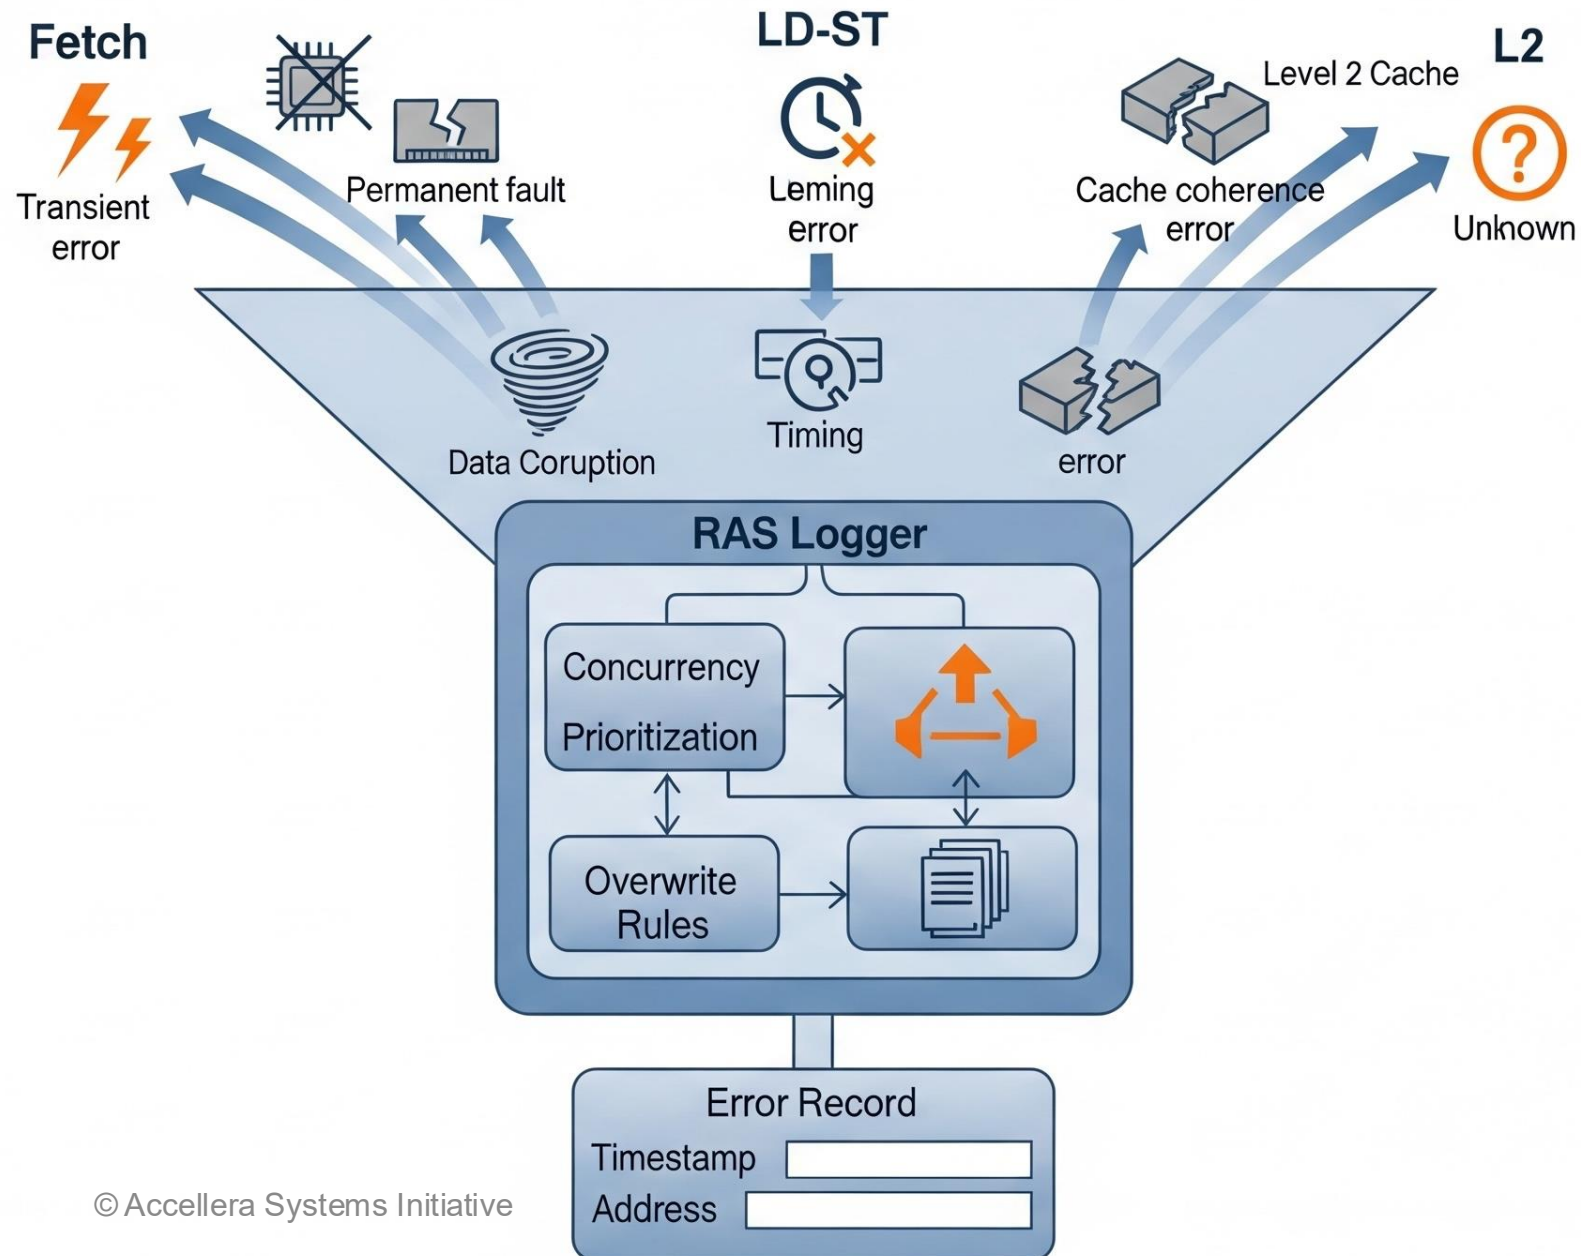 Fetch
LD-ST
L2
Level 2 Cache
Transient
error
Permanent fault
Leming
error
Cache coherence
error
Unknown
Data Coruption
Timing
error
RAS Logger
Concurrency
Prioritization
Overwrite
Rules
Error Record
Timestamp
Address
© Accellera Systems Initiative